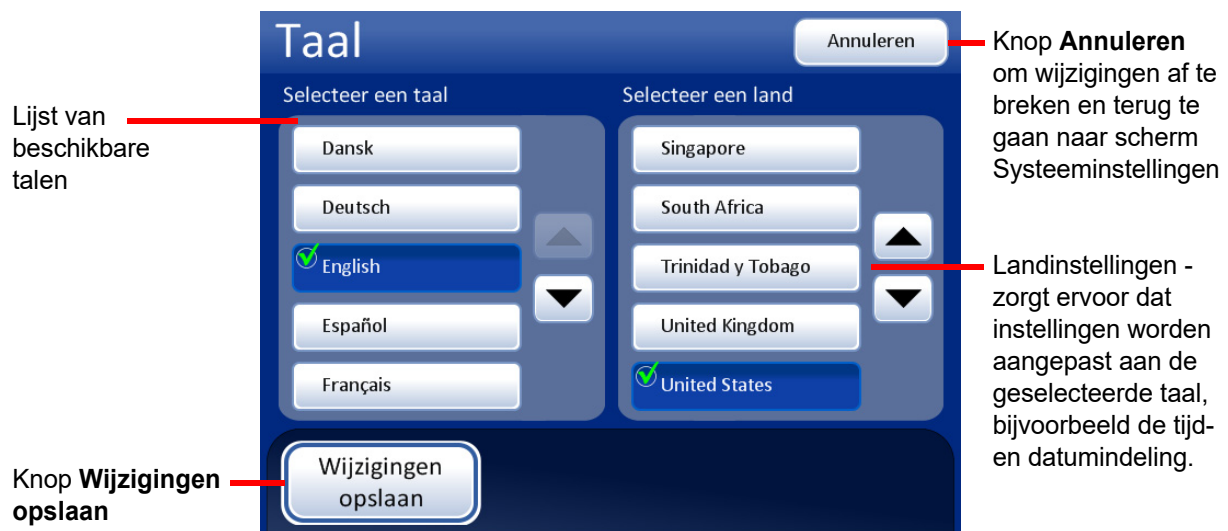 Taal
Annuleren
Knop Annuleren
om wijzigingen af te
breken en terug te
gaan naar scherm
Systeeminstellingen
Lijst van
beschikbare
talen
Selecteer een taal
Dansk
Deutsch
English
Español
Français
Selecteer een land
Singapore
South Africa
Trinidad y Tobago
United Kingdom
United States
Landinstellingen -
zorgt ervoor dat
instellingen worden
aangepast aan de
geselecteerde taal,
bijvoorbeeld de tijd-
en datumindeling.
Knop Wijzigingen
opslaan
Wijzigingen
opslaan